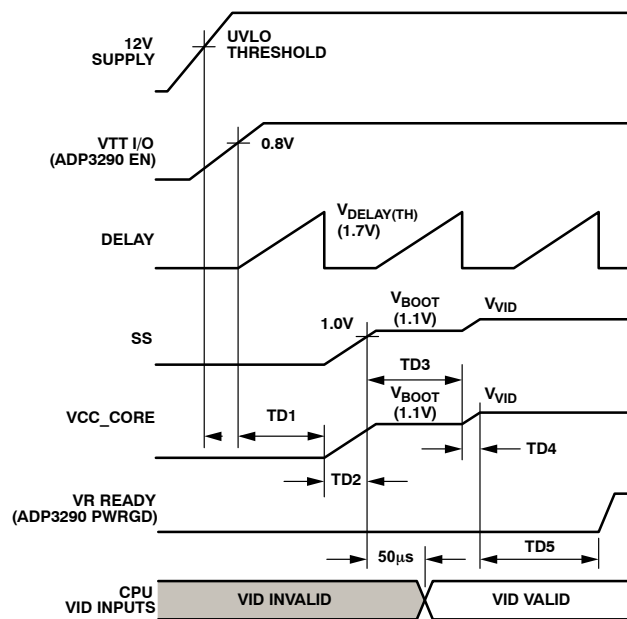 12V
SUPPLY
UVLO
THRESHOLD
VTT I/O
(ADP3290 EN)
0.8V
DELAY
VDELAY(TH)
(1.7V)
SS
1.0V
VBOOT
(1.1V)
VVID
TD3
VCC_CORE
TD1
VBOOT
(1.1V)
VVID
TD4
TD2
VR READY
(ADP3290 PWRGD)
50µs
TD5
CPU
VID INPUTS
VID INVALID
VID VALID